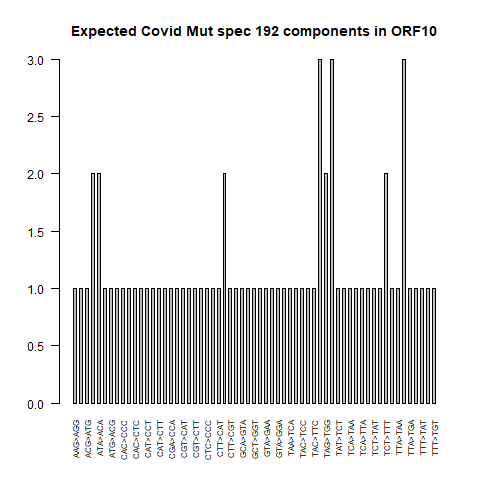 Expected Covid Mut spec 192 components in ORF10
3.0
2.5
2.0
1.5
1.0
0.5
0.0
AAG>AGG
ACG>ATG
ATA>ACA
ATG>ACG
CAC>CCC
CAC>CTC
CAT>CCT
CAT>CTT
CGA>CCA
CGT>CAT
CGT>CTT
CTC>CCC
CTT>CAT
CTT>CGT
GCA>GTA
GCT>GGT
GTA>GAA
GTA>GGA
TAA>TCA
TAC>TCC
TAC>TTC
TAG>TGG
TAT>TCT
TCA>TAA
TCA>TTA
TCT>TAT
TCT>TTT
TTA>TAA
TTA>TGA
TTT>TAT
TTT>TGT